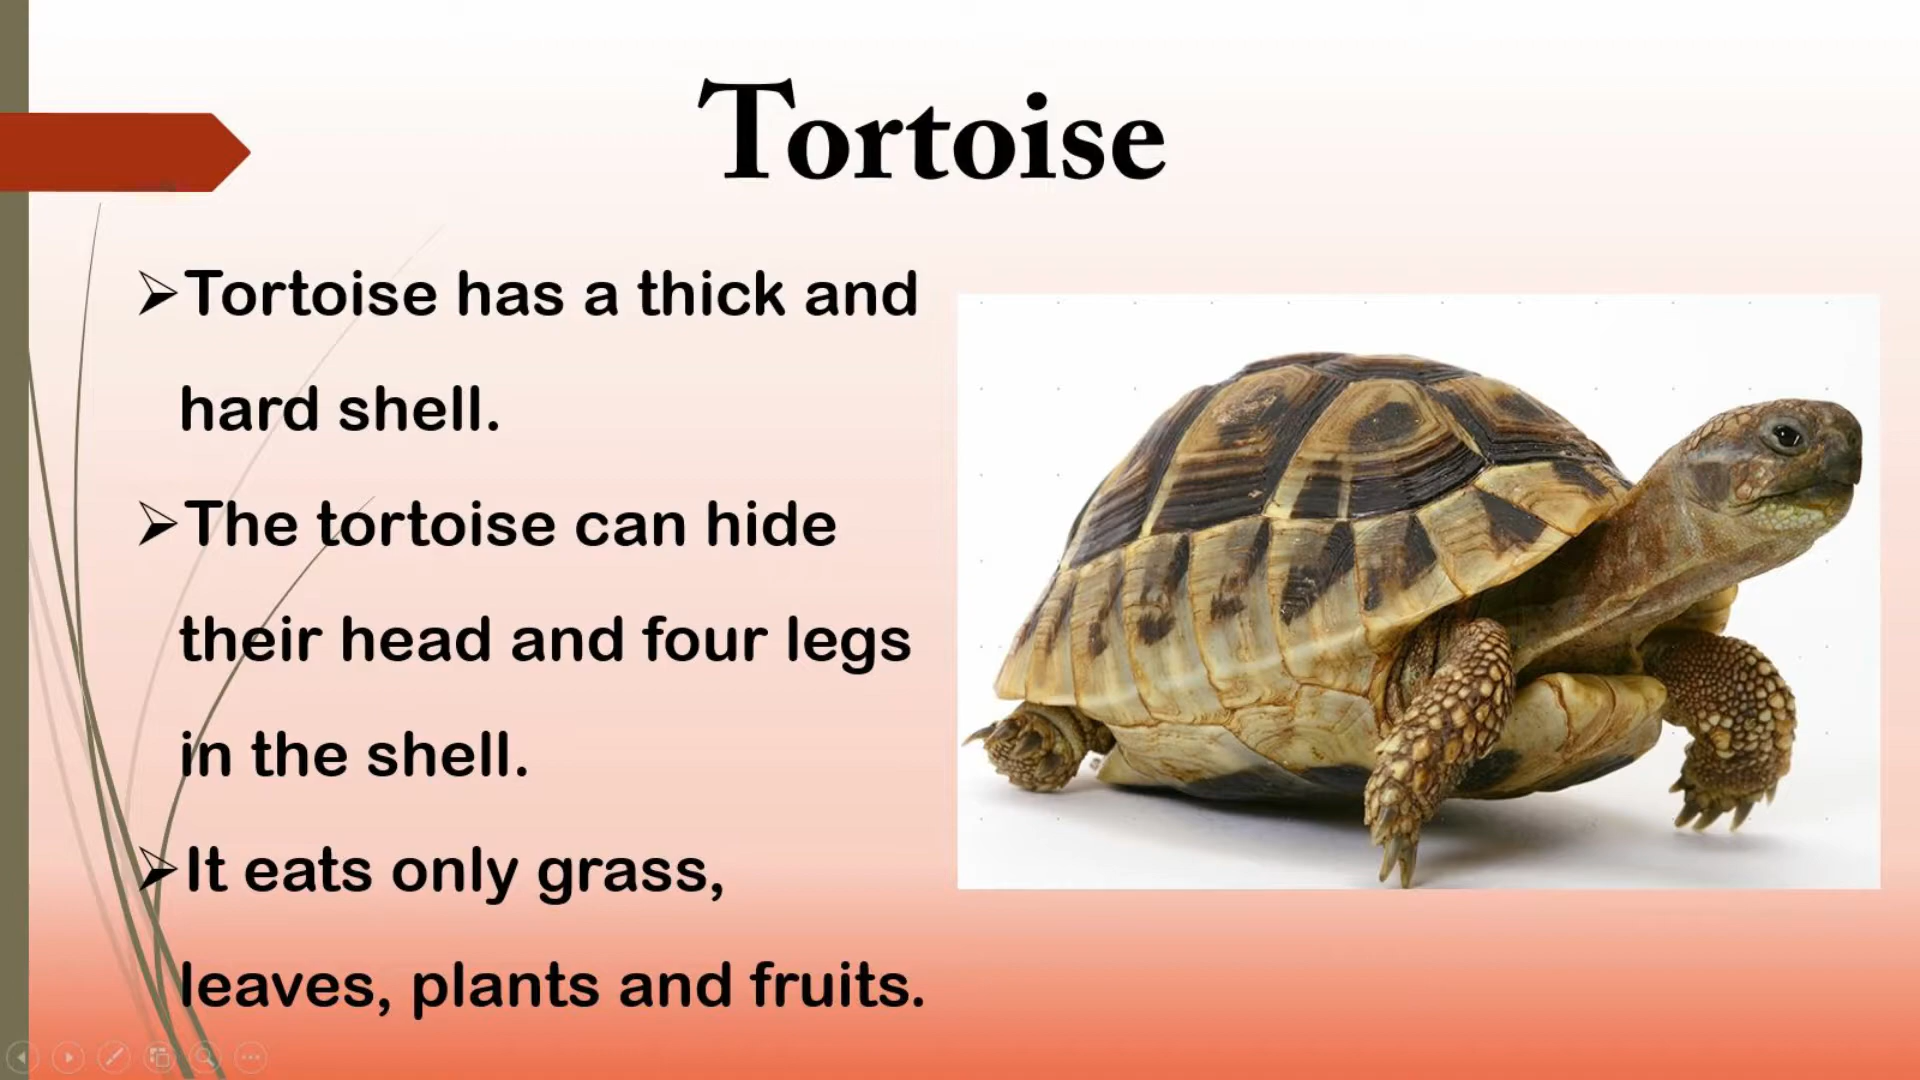 Tortoise
➢Tortoise has a thick and
hard shell.
➢The tortoise can hide
their head and four legs
in the shell.
➢It eats only grass,
leaves, plants and fruits.